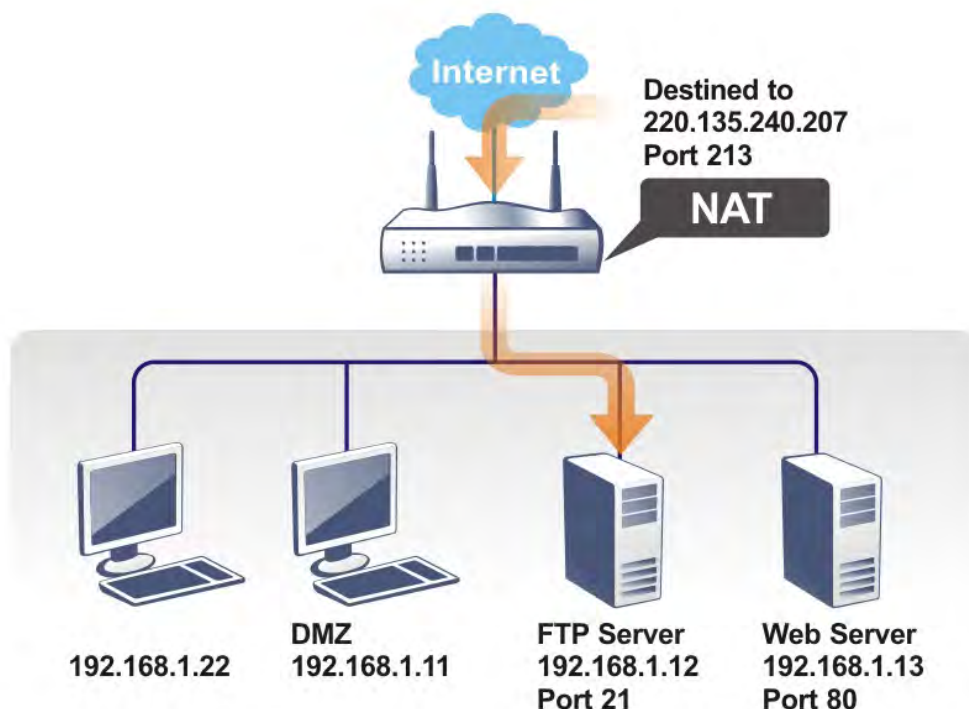 Internet
Destined to
220.135.240.207
Port 213
NAT
192.168.1.22
DMZ
192.168.1.11
FTP Server
192.168.1.12
Port 21
Web Server
192.168.1.13
Port 80